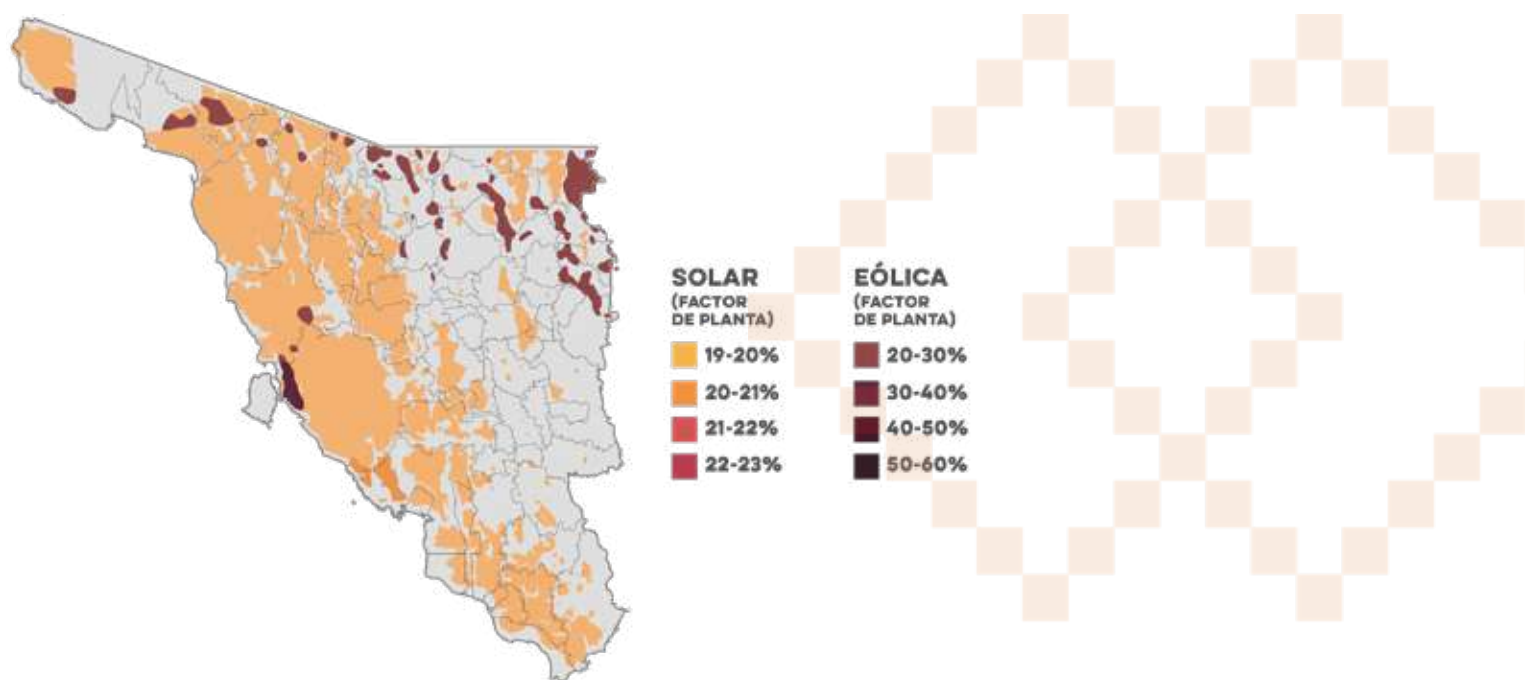 SOLAR
(FACTOR
DE PLANTA)
19-20%
20-21%
21-22%
22-23%
EÓLICA
(FACTOR
DE PLANTA)
20-30%
30-40%
40-50%
50-60%